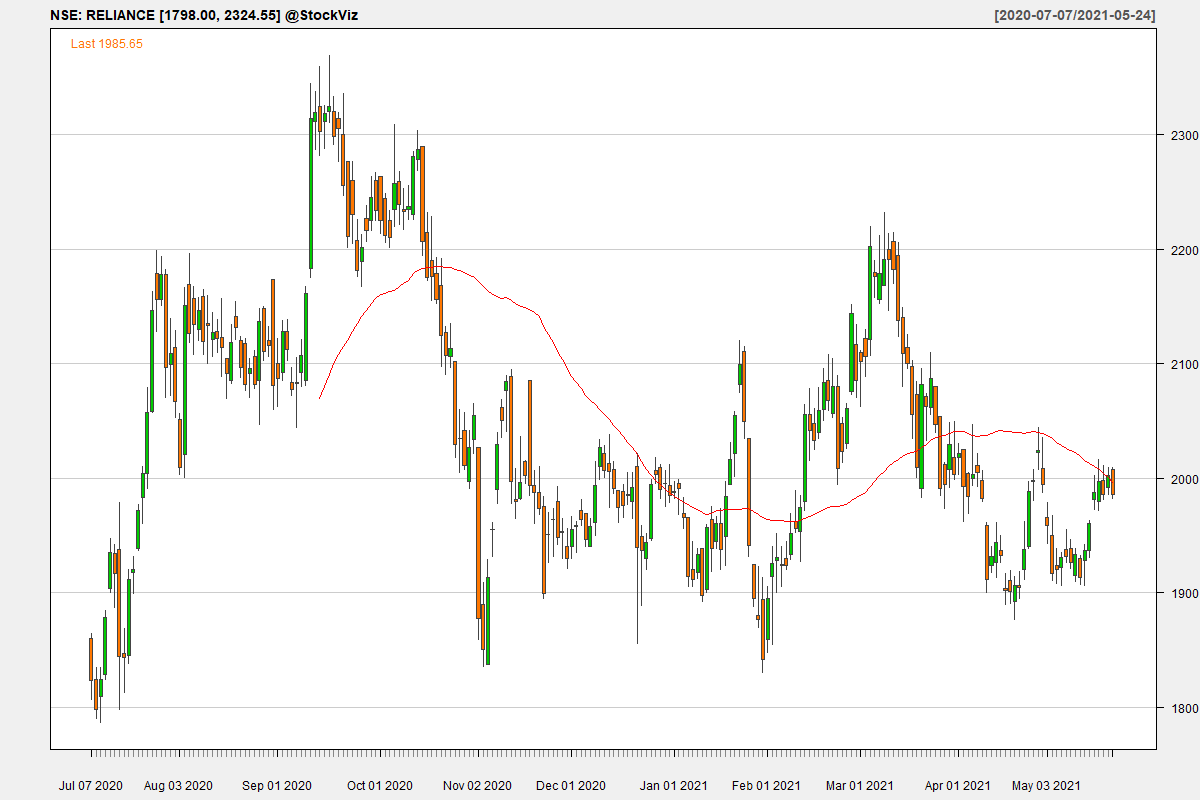 NSE: RELIANCE [1798.00, 2324.55] @StockViz [2020-07-07/2021-05-24]
Last 1985.65
2300
2200
2100
2000
1900
1800
Jul 07 2020 Aug 03 2020 Sep 01 2020 Oct 01 2020 Nov 02 2020 Dec 01 2020 Jan 01 2021 Feb 01 2021 Mar 01 2021 Apr 01 2021 May 03 2021